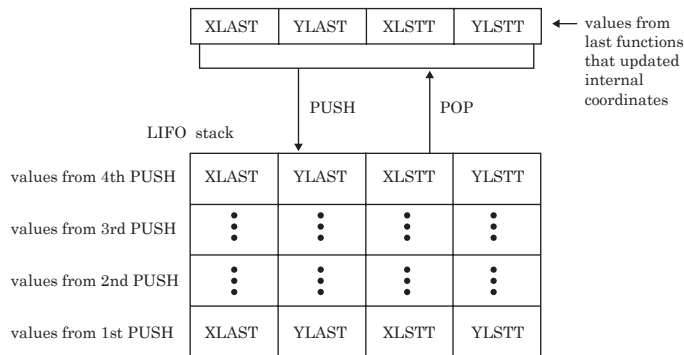 XLAST YLAST XLSTT YLSTT
values from
last functions
that updated
internal
coordinates
PUSH POP
LIFO stack
values from 4th PUSH XLAST YLAST XLSTT YLSTT
values from 3rd PUSH
values from 2nd PUSH
values from 1st PUSH XLAST YLAST XLSTT YLSTT